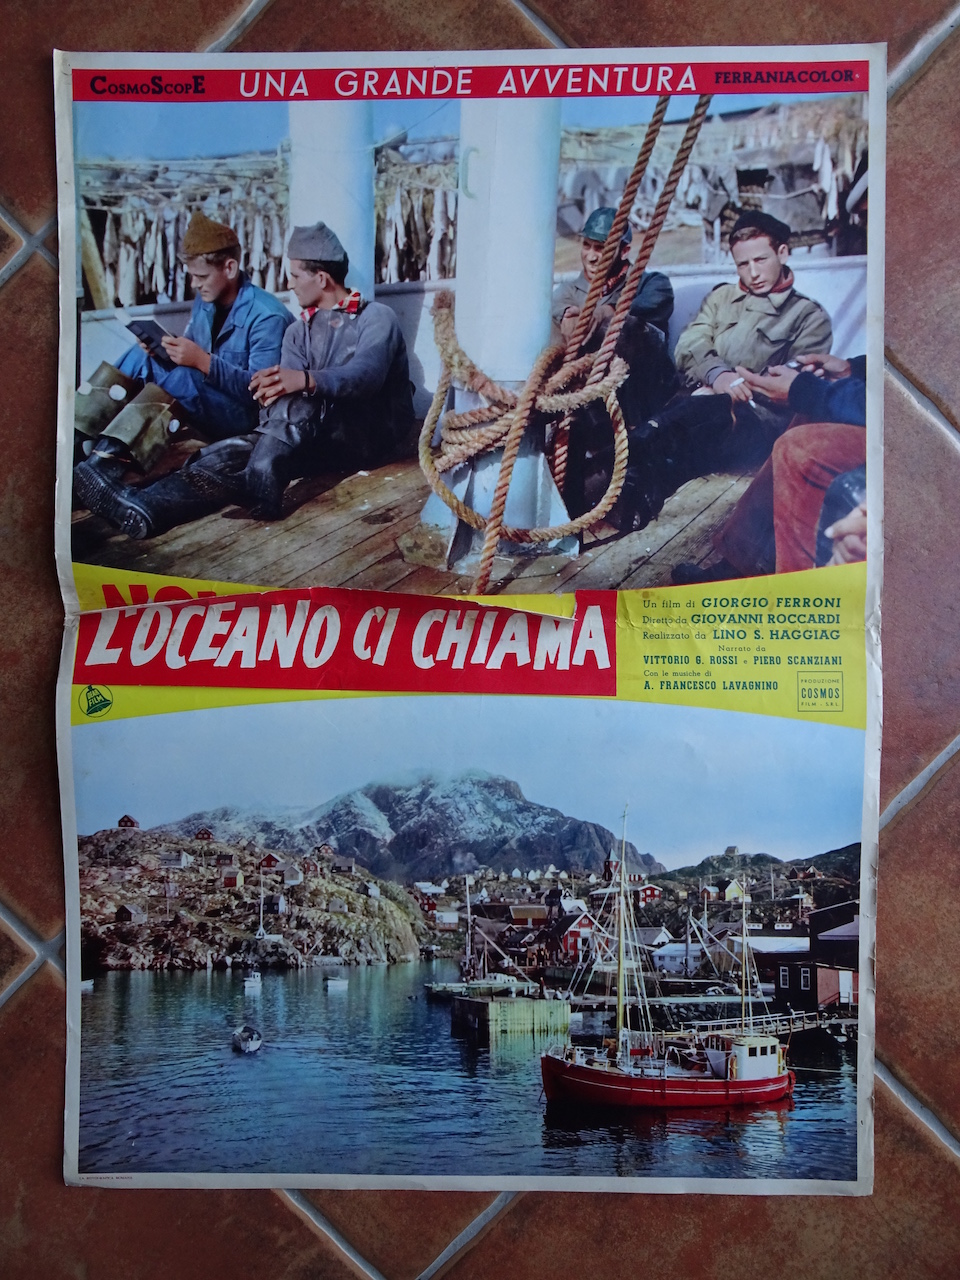 COSMOSCOPE UNA GRANDE AVVENTURA FERRANIACOLOR
L'OCEANO CI CHIAMA
Un film di GIORGIO FERRONI
Diretto da GIOVANNI ROCCARDI
Realizzato da LINO S. HAGGIAG
Narrato da
VITTORIO G. ROSSI e PIERO SCANZIANI
Con le musiche di
A. FRANCESCO LAVAGNINO
PRODUZIONE
COSMOS
FILM - S.R.L.